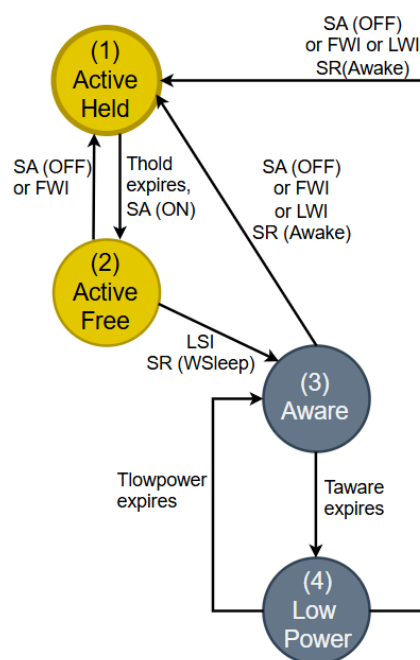 (1)
Active
Held
SA (OFF)
or FWI or LWI
SR(Awake)
SA (OFF)
or FWI
Thold
expires,
SA (ON)
SA (OFF)
or FWI
or LWI
SR (Awake)
(2)
Active
Free
LSI
SR (WSleep)
(3)
Aware
Tlowpower
expires
Taware
expires
(4)
Low
Power